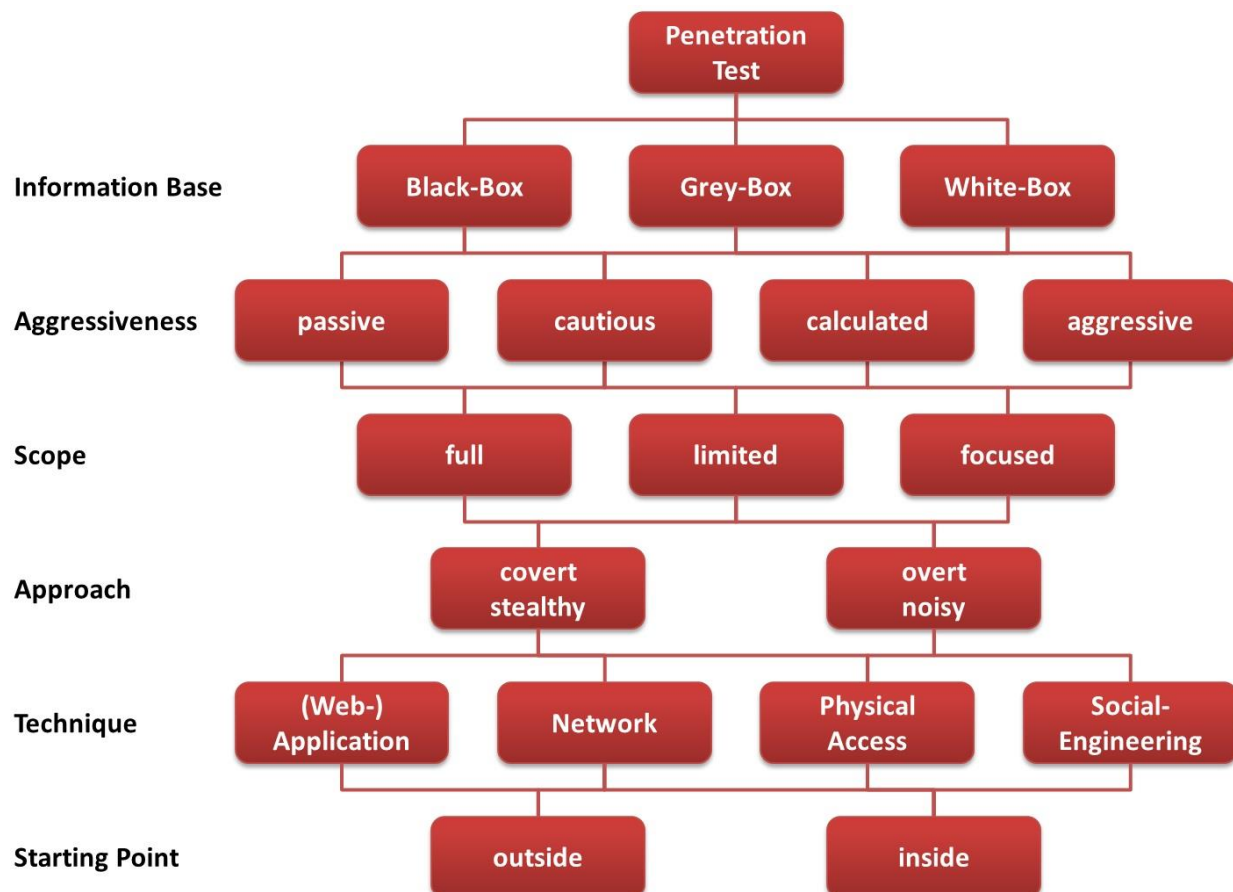 Penetration
Test
Information Base
Black-Box
Grey-Box
White-Box
Aggressiveness
passive
cautious
calculated
aggressive
Scope
full
limited
focused
Approach
covert
stealthy
overt
noisy
Technique
(Web-)
Application
Network
Physical
Access
Social-
Engineering
Starting Point
outside
inside